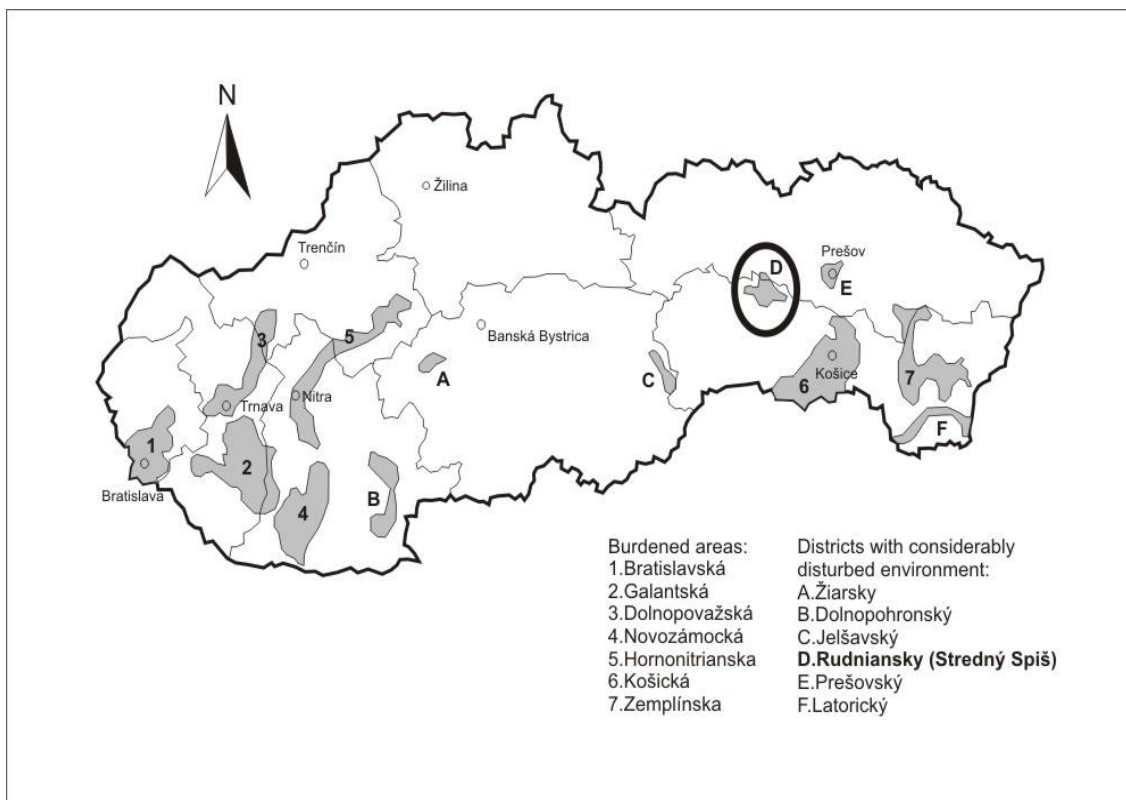 N
Žilina
Trenčín
Prešov
D
E
3
5
Banská Bystrica
A
C
6
Košice
7
Nitra
Trnava
F
1
2
Bratislava
B
4
Burdened areas:
1.Bratislavská
2.Galantská
3.Dolnopovažská
4.Novozámocká
5.Hornonitrianska
6.Košická
7.Zemplínska
Districts with considerably
disturbed environment:
A.Žiarsky
B.Dolnopohronský
C.Jelšavský
D.Rudniansky (Stredný Spiš)
E.Prešovský
F.Latorický